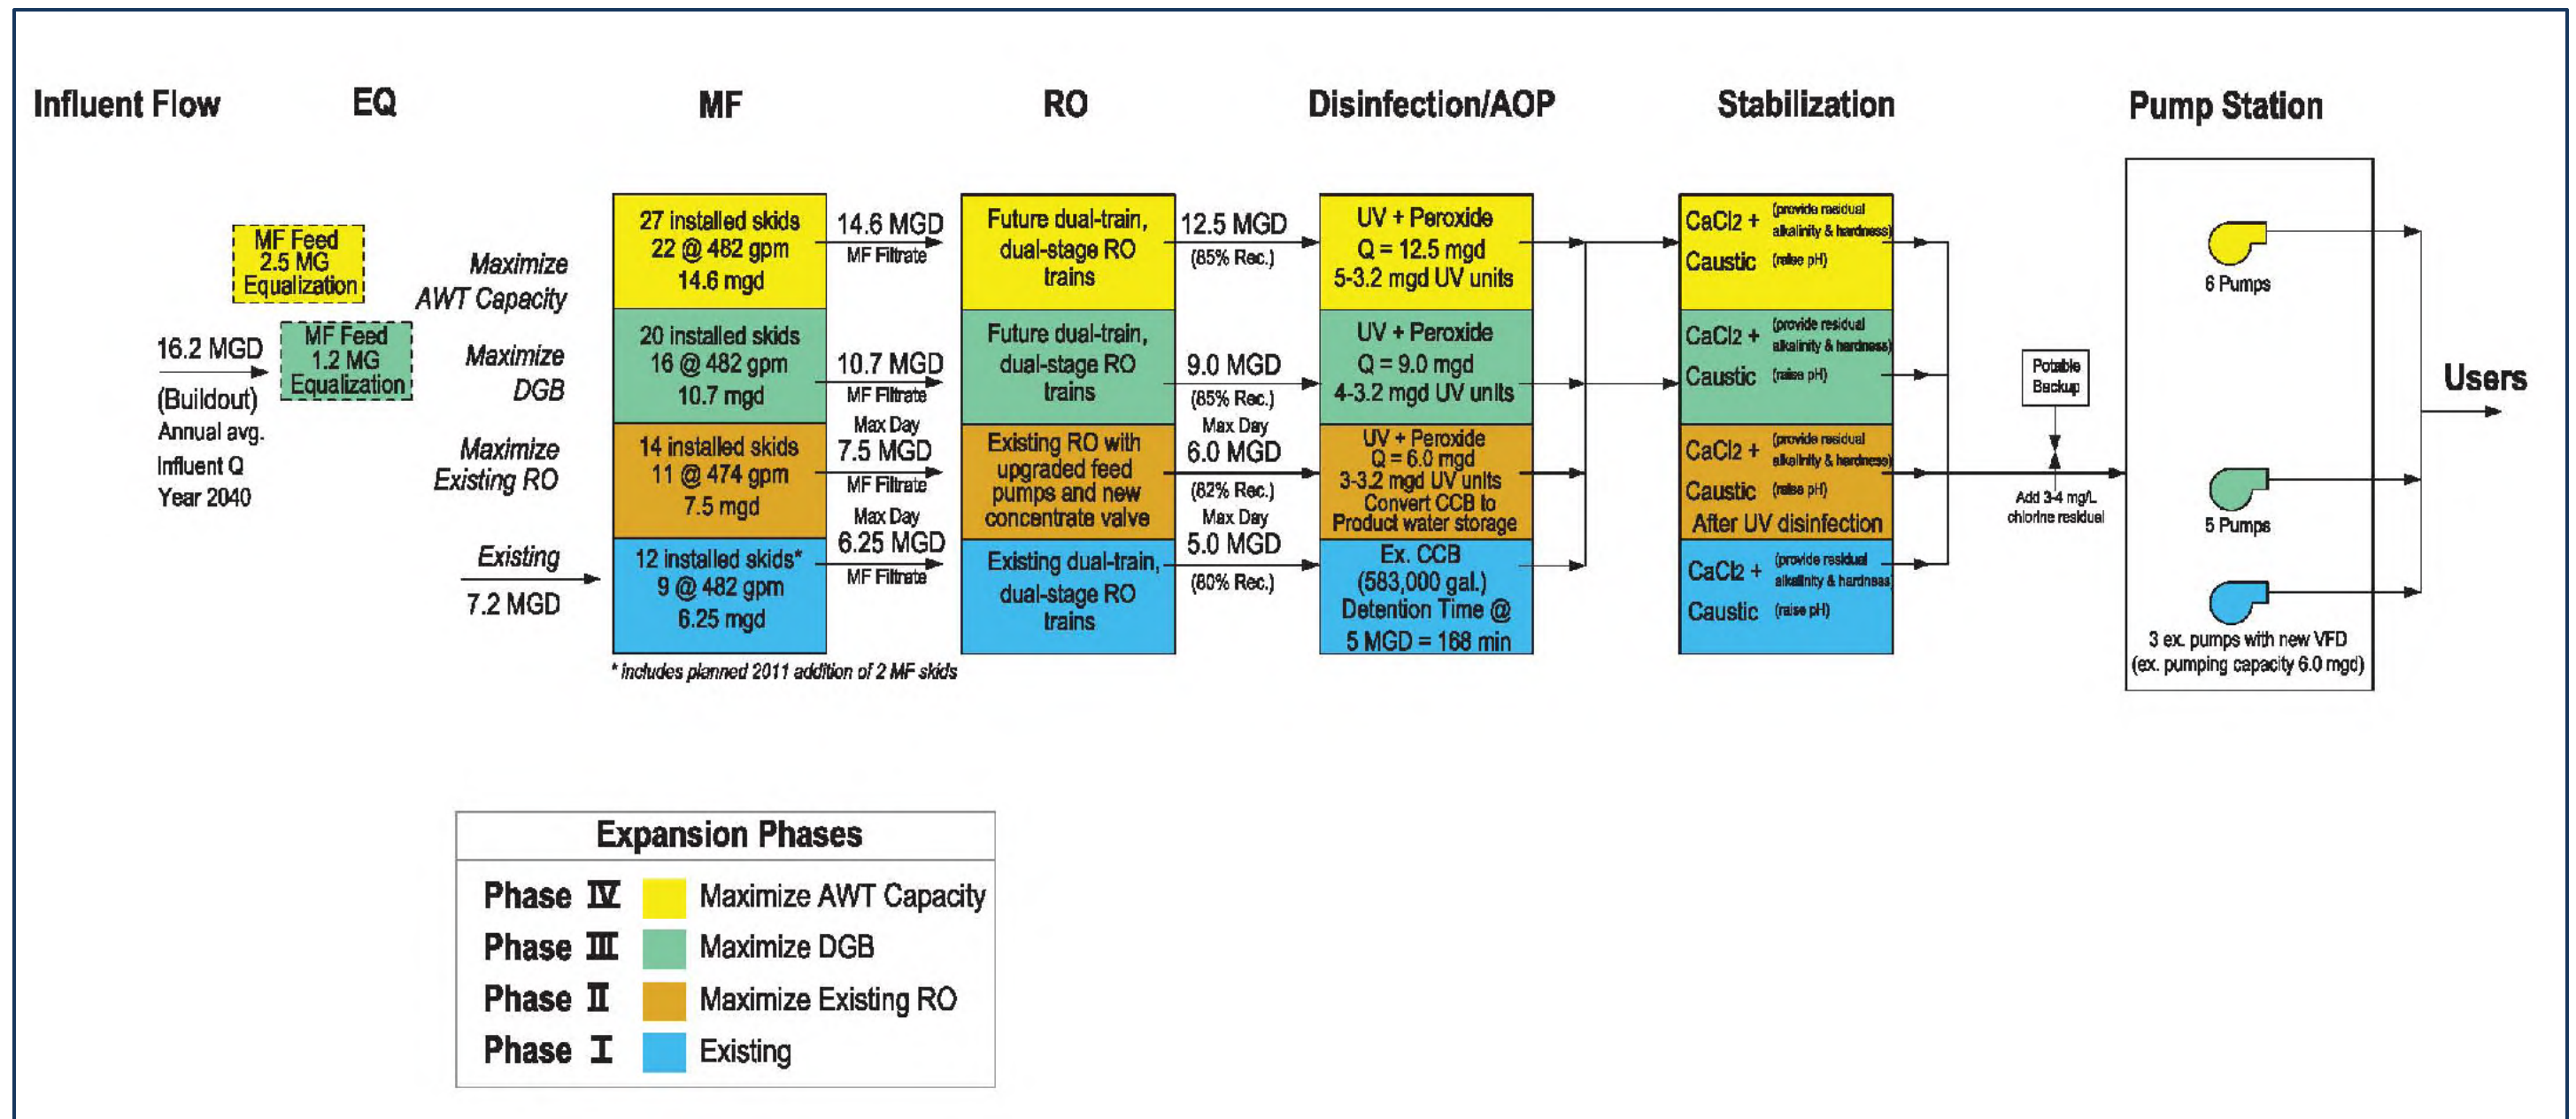 Influent Flow
EQ
MF
RO
Disinfection/AOP
Stabilization
Pump Station
MF Feed
2.5 MG
Equalization
MF Feed
1.2 MG
Equalization
16.2 MGD
(Buildout)
Annual avg.
Influent Q
Year 2040
Maximize
AWT Capacity
Maximize
DGB
Maximize
Existing RO
Existing
7.2 MGD
27 installed skids
22 @ 482 gpm
14.6 mgd
20 installed skids
16 @ 482 gpm
10.7 mgd
14 installed skids
11 @ 474 gpm
7.5 mgd
12 installed skids*
9 @ 482 gpm
6.25 mgd
* includes planned 2011 addition of 2 MF skids
14.6 MGD
MF Filtrate
10.7 MGD
MF Filtrate
Max Day
7.5 MGD
MF Filtrate
Max Day
6.25 MGD
MF Filtrate
Future dual-train,
dual-stage RO
trains
Future dual-train,
dual-stage RO
trains
Existing RO with
upgraded feed
pumps and new
concentrate valve
Existing dual-train,
dual-stage RO
trains
12.5 MGD
(85% Rec.)
9.0 MGD
(85% Rec.)
Max Day
6.0 MGD
(82% Rec.)
Max Day
5.0 MGD
(80% Rec.)
UV + Peroxide
Q = 12.5 mgd
5-3.2 mgd UV units
UV + Peroxide
Q = 9.0 mgd
4-3.2 mgd UV units
UV + Peroxide
Q = 6.0 mgd
3-3.2 mgd UV units
Convert CCB to
Product water storage
Ex. CCB
(583,000 gal.)
Detention Time @
5 MGD = 168 min
CaCl2 + (provide residual
alkalinity & hardness)
Caustic (raise pH)
CaCl2 + (provide residual
alkalinity & hardness)
Caustic (raise pH)
CaCl2 + (provide residual
alkalinity & hardness)
Caustic (raise pH)
After UV disinfection
CaCl2 + (provide residual
alkalinity & hardness)
Caustic (raise pH)
Potable
Backup
Add 3-4 mg/L
chlorine residual
6 Pumps
5 Pumps
3 ex. pumps with new VFD
(ex. pumping capacity 6.0 mgd)
Users
Expansion Phases
Phase IV Maximize AWT Capacity
Phase III Maximize DGB
Phase II Maximize Existing RO
Phase I Existing